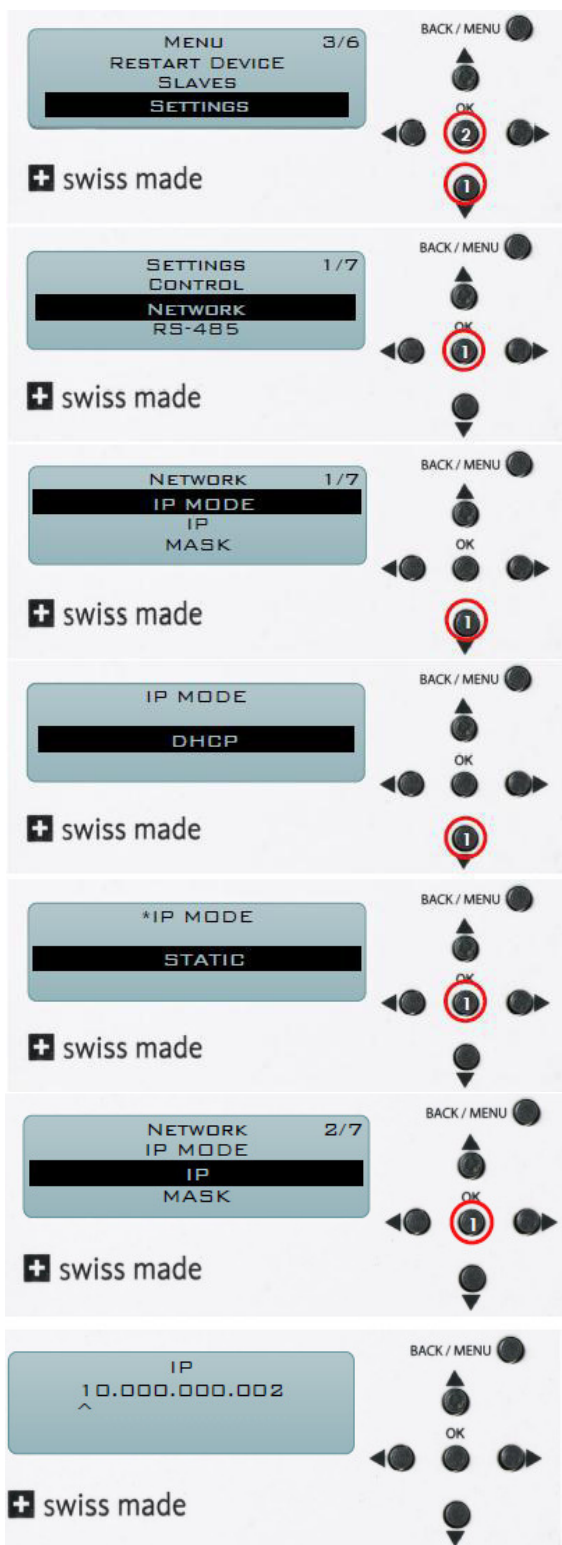 MENU 3/6
RESTART DEVICE
SLAVES
SETTINGS
BACK / MENU
OK
2
1
swiss made
SETTINGS 1/7
CONTROL
NETWORK
RS-485
BACK / MENU
OK
1
swiss made
NETWORK 1/7
IP MODE
IP
MASK
BACK / MENU
OK
1
swiss made
IP MODE
DHCP
BACK / MENU
OK
1
swiss made
*IP MODE
STATIC
BACK / MENU
OK
1
swiss made
NETWORK 2/7
IP MODE
IP
MASK
BACK / MENU
OK
1
swiss made
IP
10.000.000.002
^
BACK / MENU
OK
swiss made